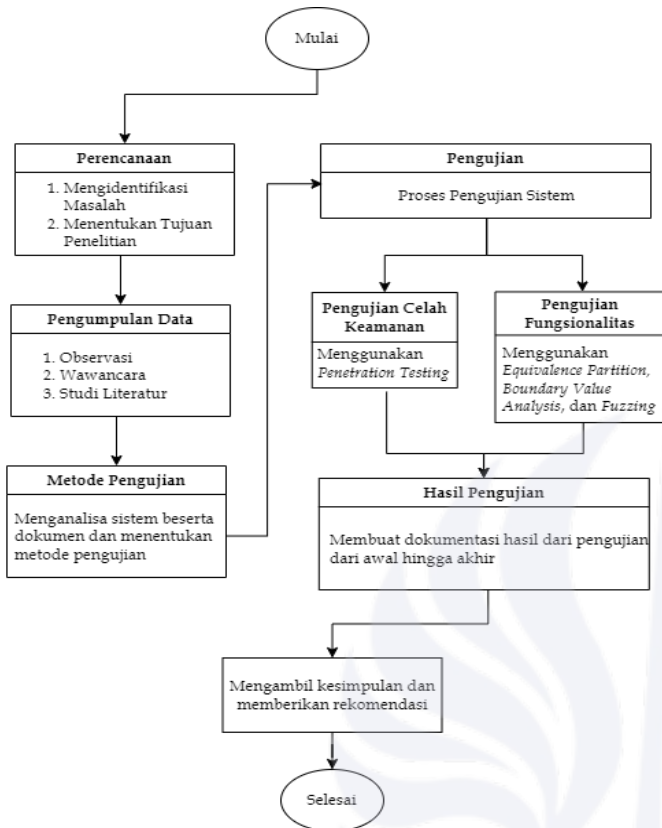 Mulai
Perencanaan
1. Mengidentifikasi
Masalah
2. Menentukan Tujuan
Penelitian
Pengumpulan Data
1. Observasi
2. Wawancara
3. Studi Literatur
Metode Pengujian
Menganalisa sistem beserta
dokumen dan menentukan
metode pengujian
Pengujian
Proses Pengujian Sistem
Pengujian Celah
Keamanan
Menggunakan
Penetration Testing
Pengujian
Fungsionalitas
Menggunakan
Equivalence Partition,
Boundary Value
Analysis, dan Fuzzing
Hasil Pengujian
Membuat dokumentasi hasil dari pengujian
dari awal hingga akhir
Mengambil kesimpulan dan
memberikan rekomendasi
Selesai